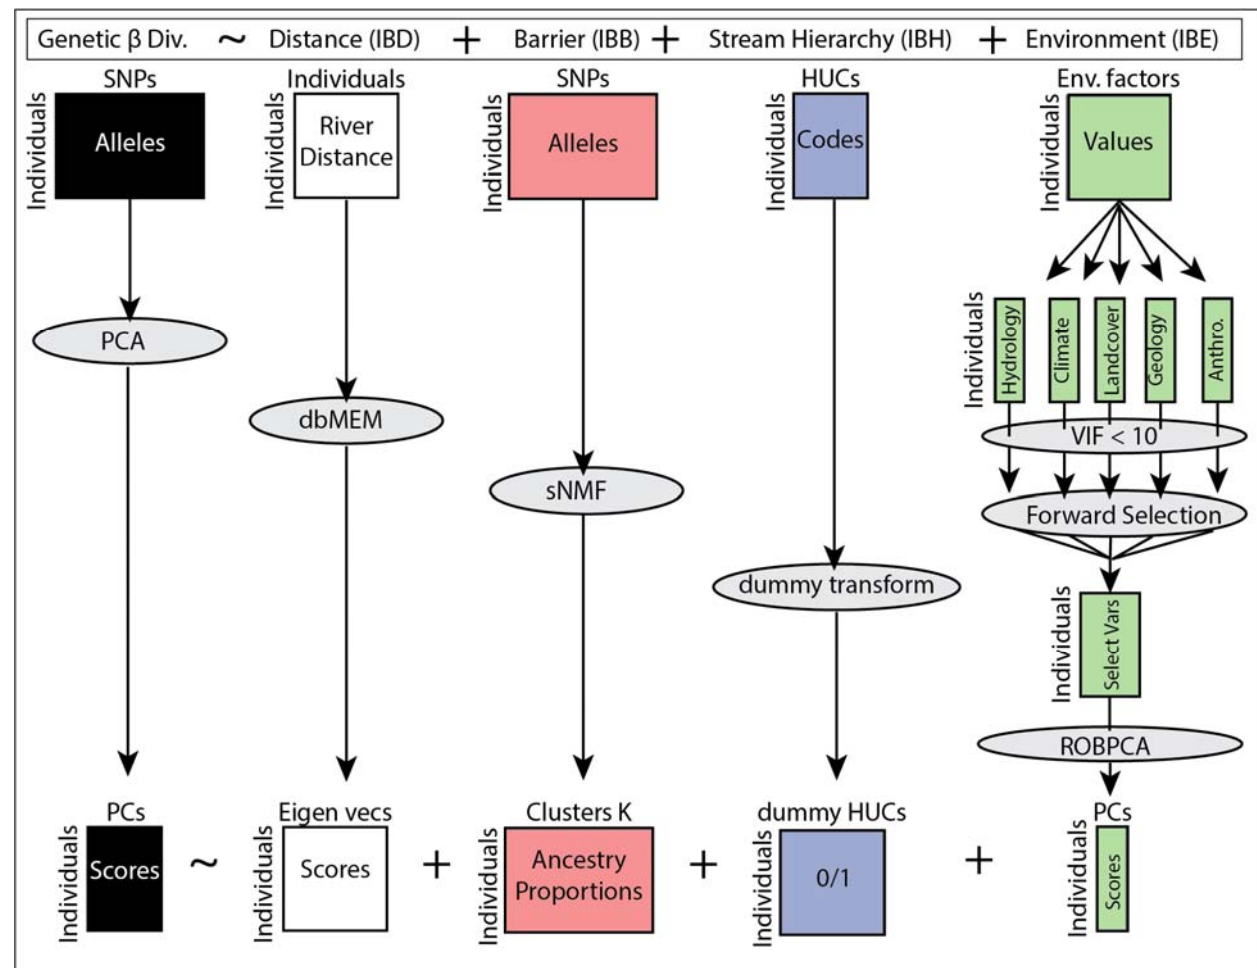 Genetic β Div. ~ Distance (IBD) + Barrier (IBB) + Stream Hierarchy (IBH) + Environment (IBE)
SNPs Individuals SNPs HUCs Env. factors
Individuals Alleles Individuals River Distance Individuals Alleles Individuals Codes Individuals Values
Individuals Hydrology Climate Landcover Geology Anthro.
PCA
dbMEM
VIF < 10
sNMF
Forward Selection
dummy transform
Individuals Select Vars
ROBPCA
PCs Eigen vecs Clusters K dummy HUCs PCs
Individuals Scores ~ Individuals Scores + Individuals Ancestry Proportions + Individuals 0/1 + Individuals Scores